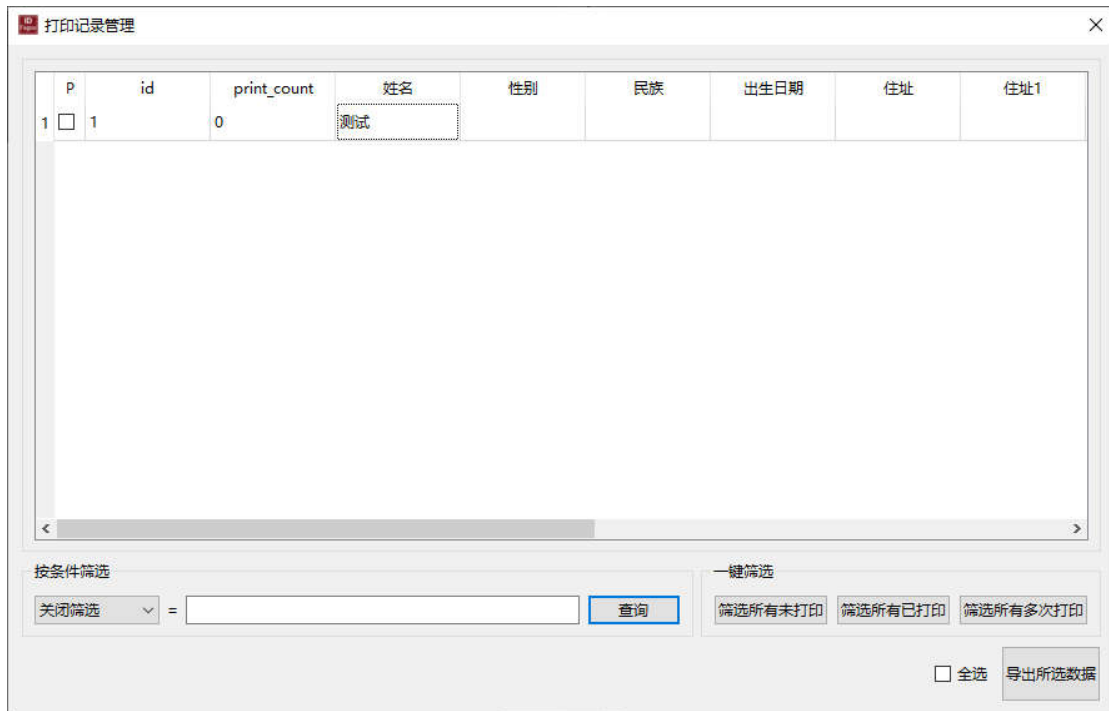 打印记录管理
P id print_count 姓名 性别 民族 出生日期 住址 住址1
1 1 0 测试
按条件筛选
关闭筛选 = 查询
一键筛选
筛选所有未打印 筛选所有已打印 筛选所有多次打印
全选 导出所选数据